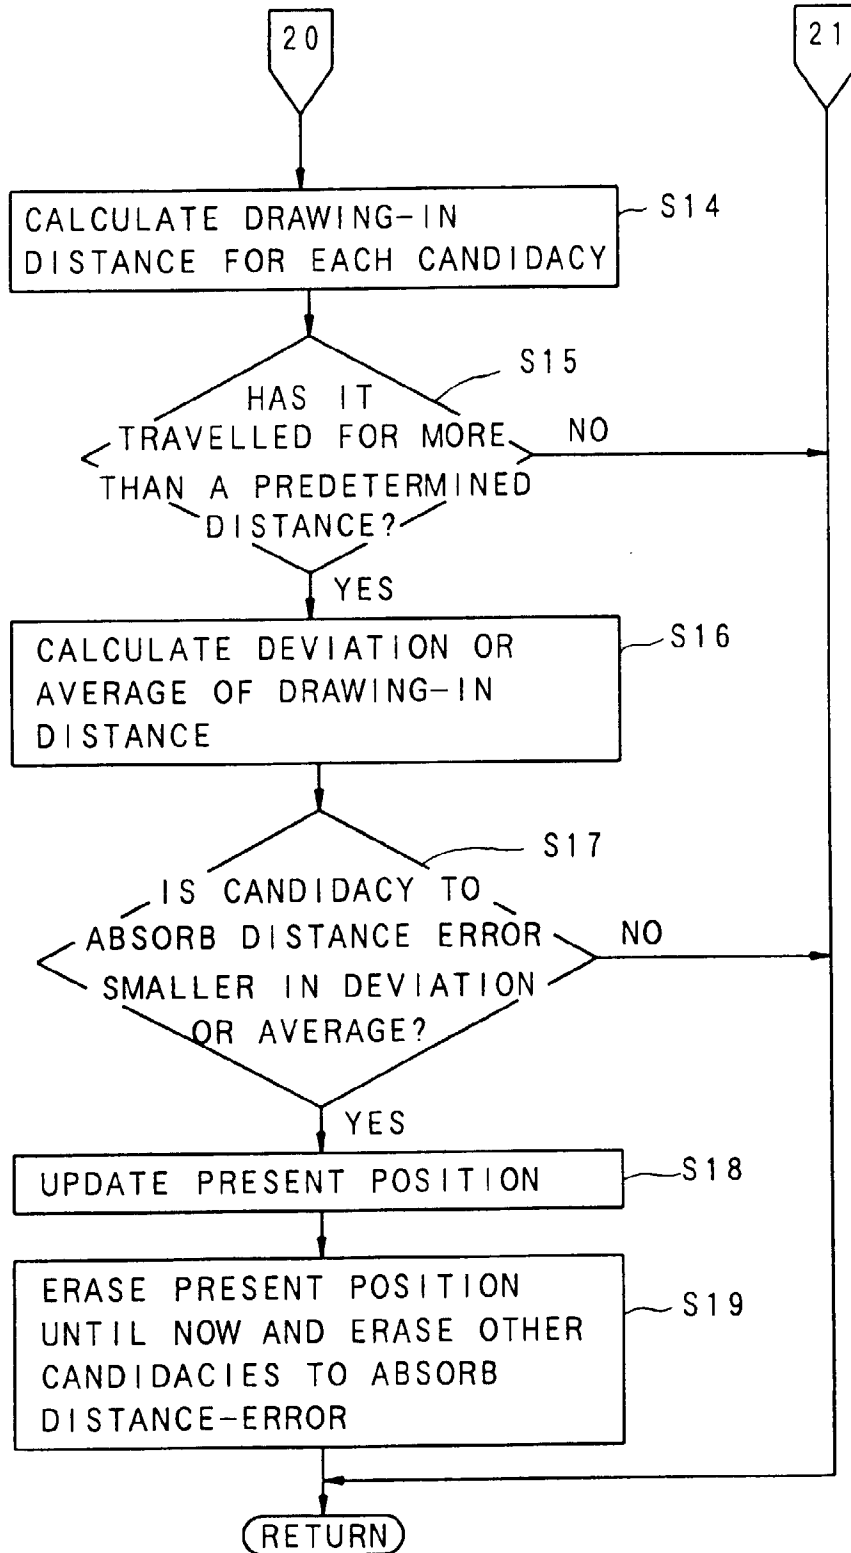 20
21
CALCULATE DRAWING-IN
DISTANCE FOR EACH CANDIDACY
S14
HAS IT
TRAVELLED FOR MORE
THAN A PREDETERMINED
DISTANCE?
S15
NO
YES
CALCULATE DEVIATION OR
AVERAGE OF DRAWING-IN
DISTANCE
S16
IS CANDIDACY TO
ABSORB DISTANCE ERROR
SMALLER IN DEVIATION
OR AVERAGE?
S17
NO
YES
UPDATE PRESENT POSITION
S18
ERASE PRESENT POSITION
UNTIL NOW AND ERASE OTHER
CANDIDACIES TO ABSORB
DISTANCE-ERROR
S19
RETURN